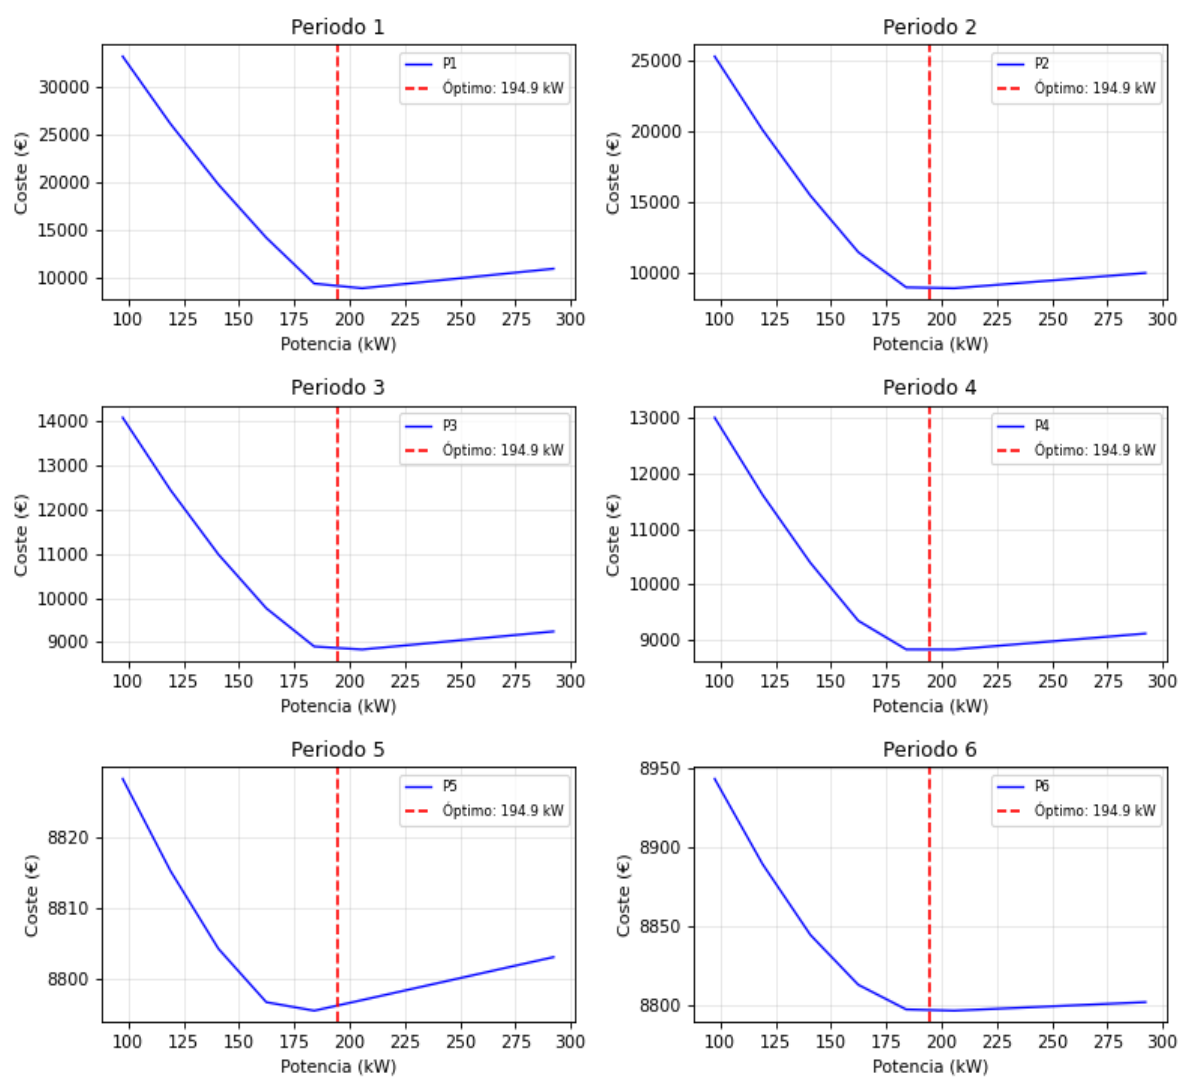 Periodo 1
Coste (€)
30000
25000
20000
15000
10000
P1
Óptimo: 194.9 kW
100 125 150 175 200 225 250 275 300
Potencia (kW)
Periodo 2
Coste (€)
25000
20000
15000
10000
P2
Óptimo: 194.9 kW
100 125 150 175 200 225 250 275 300
Potencia (kW)
Periodo 3
Coste (€)
14000
13000
12000
11000
10000
9000
P3
Óptimo: 194.9 kW
100 125 150 175 200 225 250 275 300
Potencia (kW)
Periodo 4
Coste (€)
13000
12000
11000
10000
9000
P4
Óptimo: 194.9 kW
100 125 150 175 200 225 250 275 300
Potencia (kW)
Periodo 5
Coste (€)
8820
8810
8800
P5
Óptimo: 194.9 kW
100 125 150 175 200 225 250 275 300
Potencia (kW)
Periodo 6
Coste (€)
8950
8900
8850
8800
P6
Óptimo: 194.9 kW
100 125 150 175 200 225 250 275 300
Potencia (kW)